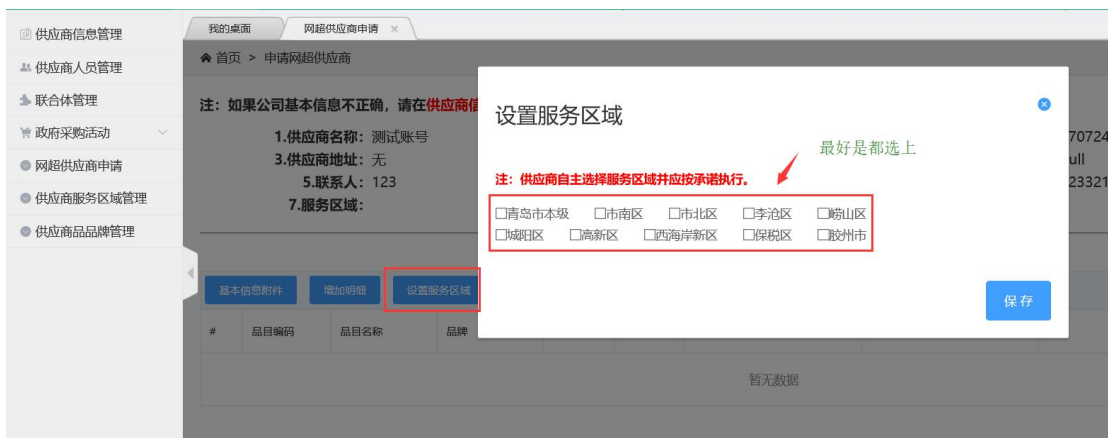 我的桌面 网超供应商申请 ×
供应商信息管理
供应商人员管理
联合体管理
政府采购活动
网超供应商申请
供应商服务区域管理
供应商品品牌管理
首页 > 申请网超供应商
注：如果公司基本信息不正确，请在供应商信
1.供应商名称：测试账号
3.供应商地址：无
5.联系人：123
7.服务区域：
70724
ull
23321
设置服务区域
最好是都选上
注：供应商自主选择服务区域并应按承诺执行。
□青岛市本级 □市南区 □市北区 □李沧区 □崂山区
□城阳区 □高新区 □西海岸新区 □保税区 □胶州市
保存
基本信息附件 增加明细 设置服务区域
# 品目编码 品目名称 品牌
暂无数据